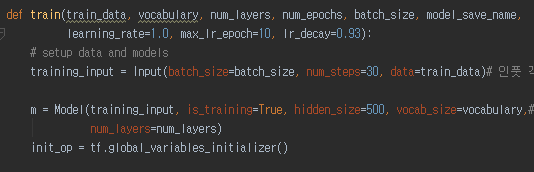 def train(train_data, vocabulary, num_layers, num_epochs, batch_size, model_save_name,
learning_rate=1.0, max_lr_epoch=10, lr_decay=0.93):
# setup data and models
training_input = Input(batch_size=batch_size, num_steps=30, data=train_data)# 인풋
m = Model(training_input, is_training=True, hidden_size=500, vocab_size=vocabulary,#
num_layers=num_layers)
init_op = tf.global_variables_initializer()